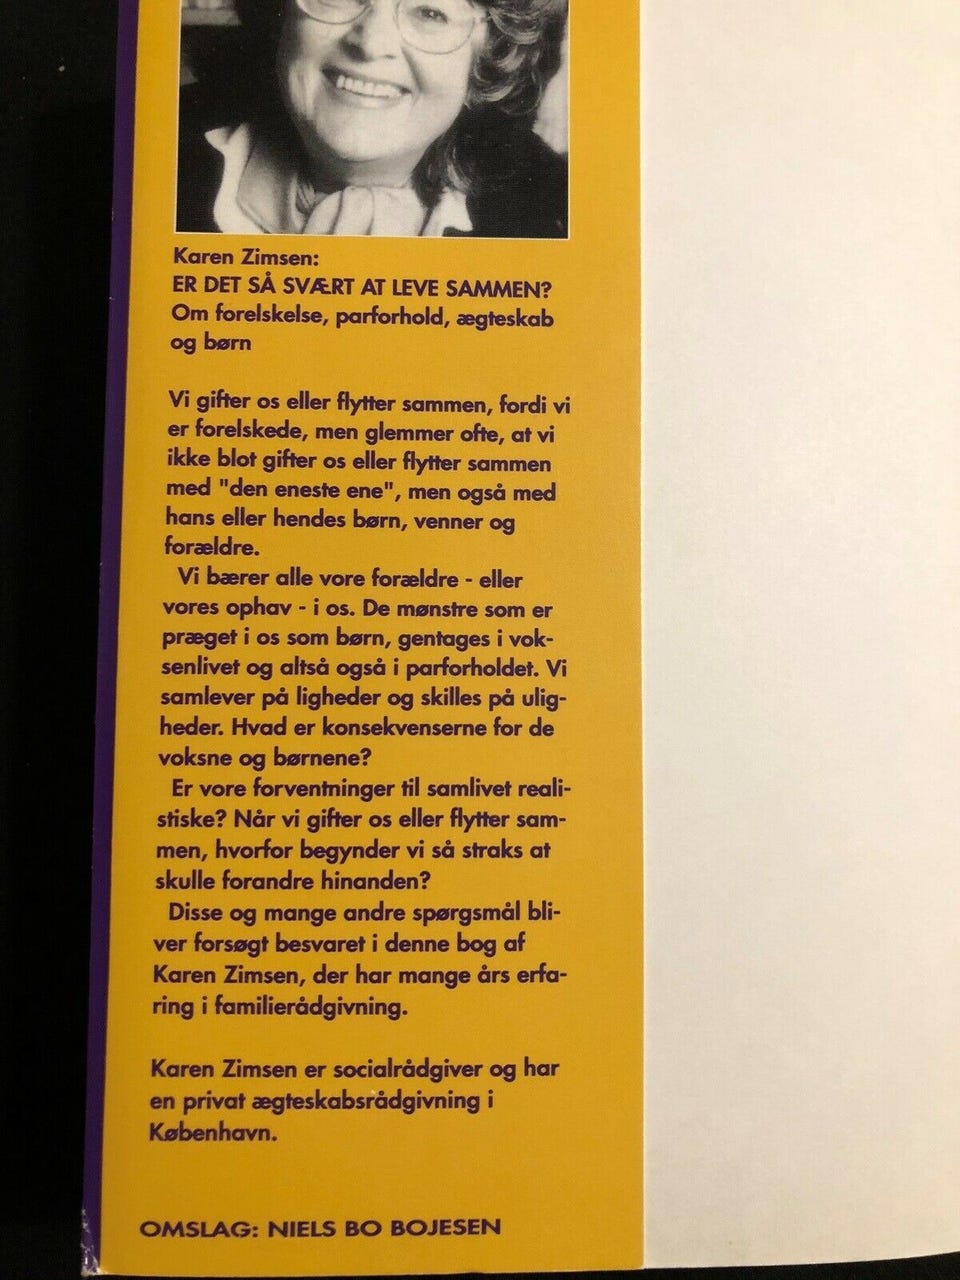 Karen Zimsen:
ER DET SÅ SVÆRT AT LEVE SAMMEN?
Om forelskelse, parforhold, ægteskab
og børn
Vi gifter os eller flytter sammen, fordi vi
er forelskede, men glemmer ofte, at vi
ikke blot gifter os eller flytter sammen
med "den eneste ene", men også med
hans eller hendes børn, venner og
forældre.
Vi bærer alle vore forældre - eller
vores ophav - i os. De mønstre som er
præget i os som børn, gentages i vok-
senlivet og altså også i parforholdet. Vi
samlever på ligheder og skilles på ulig-
heder. Hvad er konsekvenserne for de
voksne og børnene?
Er vore forventninger til samlivet reali-
stiske? Når vi gifter os eller flytter sam-
men, hvorfor begynder vi så straks at
skulle forandre hinanden?
Disse og mange andre spørgsmål bli-
ver forsøgt besvaret i denne bog af
Karen Zimsen, der har mange års erfa-
ring i familierådgivning.
Karen Zimsen er socialrådgiver og har
en privat ægteskabsrådgivning i
København.
OMSLAG: NIELS BO BOJESEN